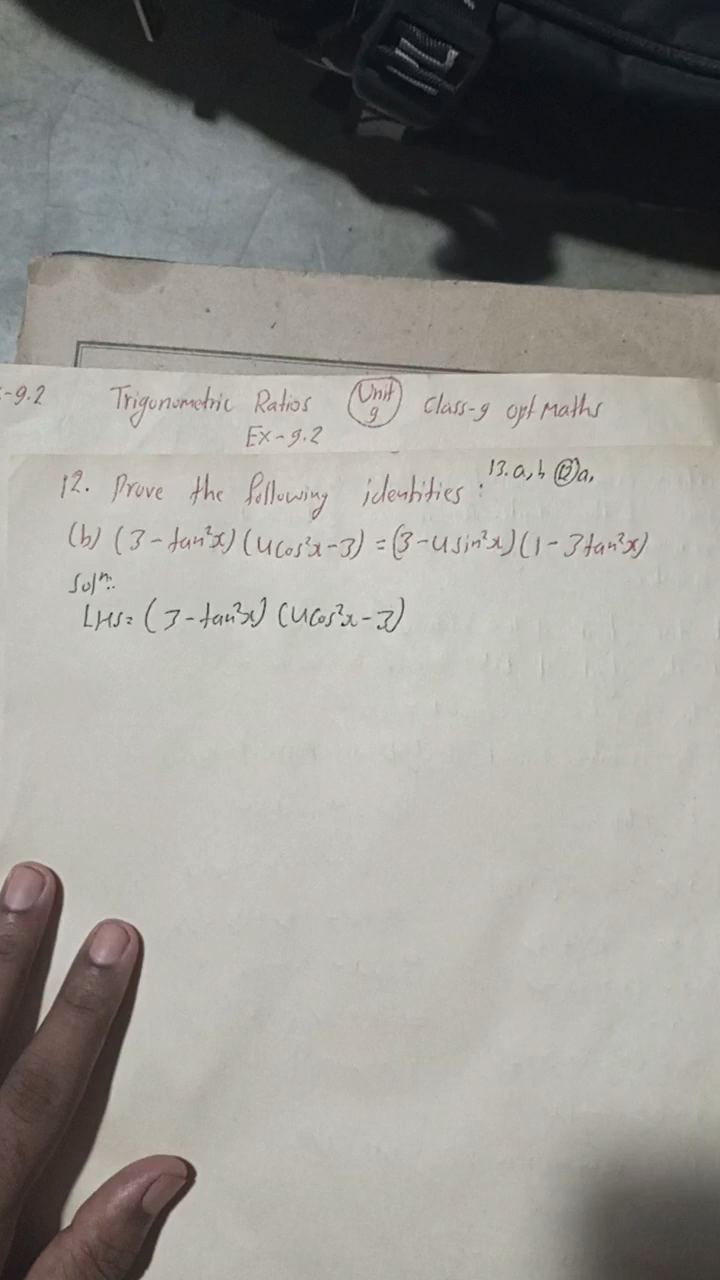 -9.2 Trigonometric Ratios Unit 9 Class-9 opt Maths
Ex-9.2
12. Prove the following identities: 13. a, b (12) a,
(b) (3 - tan²x) (4cos²x - 3) = (3 - 4sin²x) (1 - 3tan²x)
Solⁿ:
LHS = (3 - tan²x) (4cos²x - 3)